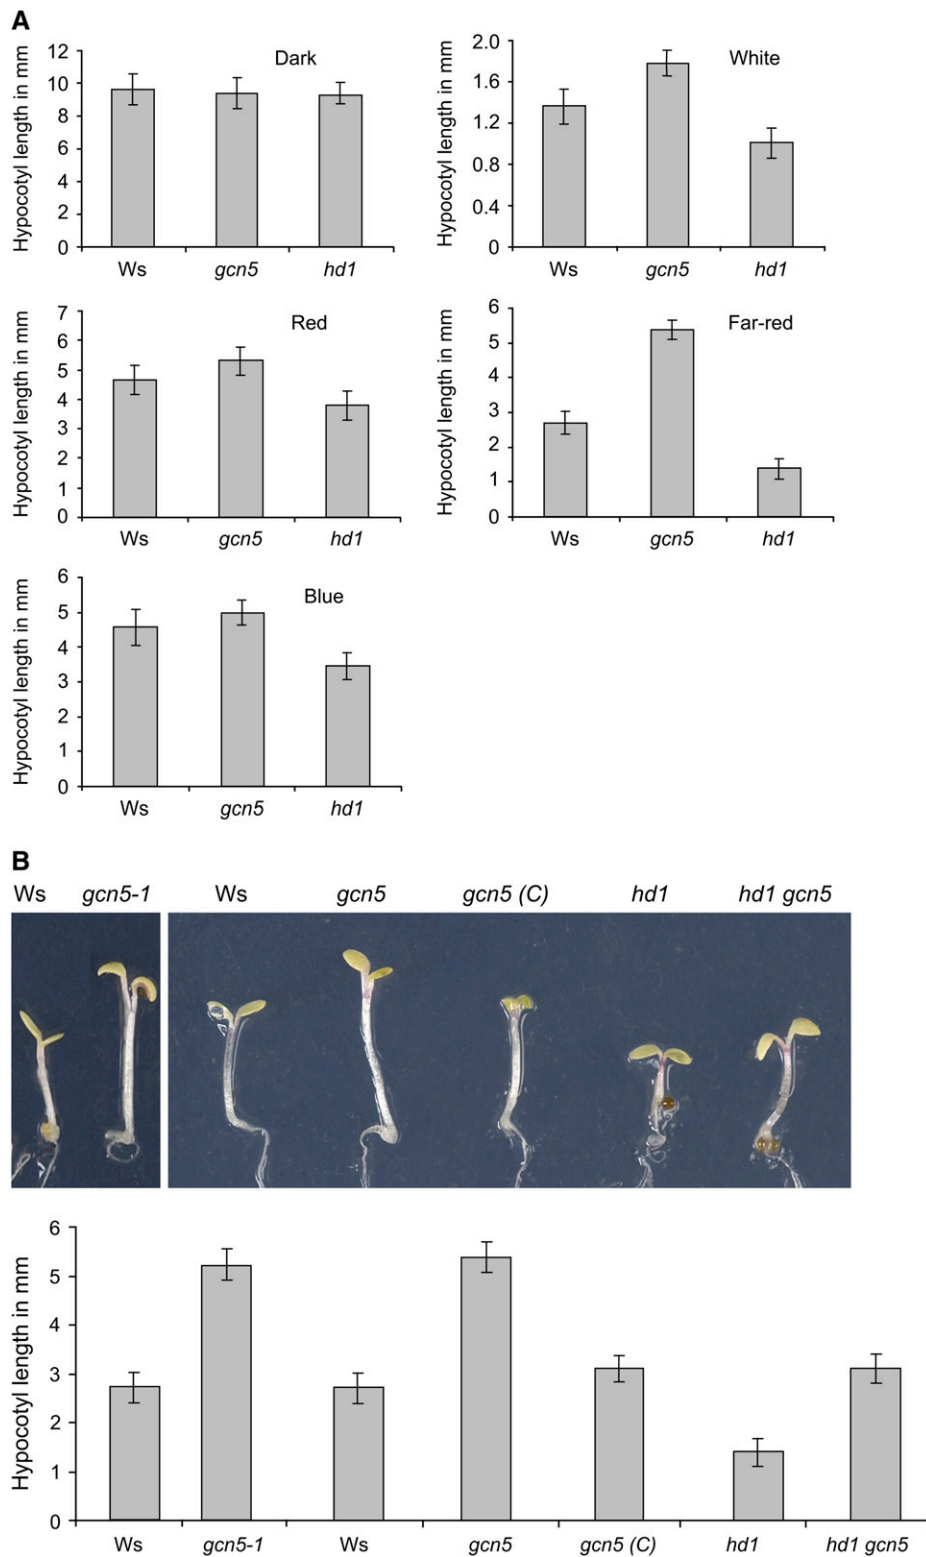 A
Hypocotyl length in mm
12
10
8
6
4
2
0
Dark
Ws gcn5 hd1
Hypocotyl length in mm
2.0
1.6
1.2
0.8
0.4
0
White
Ws gcn5 hd1
Hypocotyl length in mm
7
6
5
4
3
2
1
0
Red
Ws gcn5 hd1
Hypocotyl length in mm
6
5
4
3
2
1
0
Far-red
Ws gcn5 hd1
Hypocotyl length in mm
6
5
4
3
2
1
0
Blue
Ws gcn5 hd1
B
Ws gcn5-1 Ws gcn5 gcn5 (C) hd1 hd1 gcn5
Hypocotyl length in mm
6
5
4
3
2
1
0
Ws gcn5-1 Ws gcn5 gcn5 (C) hd1 hd1 gcn5